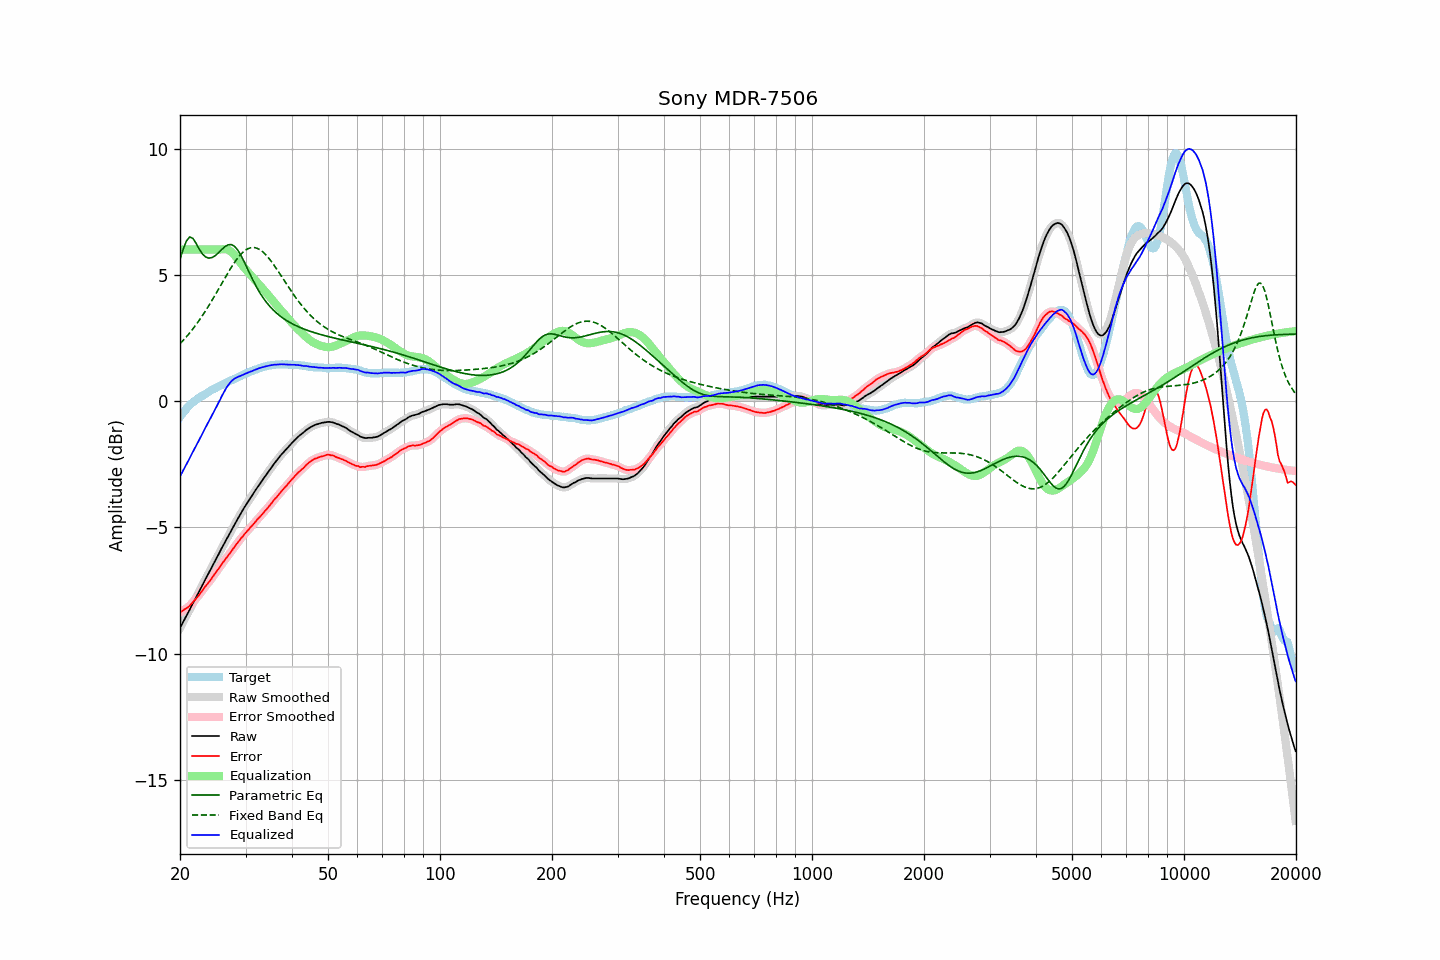 Sony MDR-7506
Amplitude (dBr)
10
5
0
−5
−10
−15
Target
Raw Smoothed
Error Smoothed
Raw
Error
Equalization
Parametric Eq
Fixed Band Eq
Equalized
20 50 100 200 500 1000 2000 5000 10000 20000
Frequency (Hz)